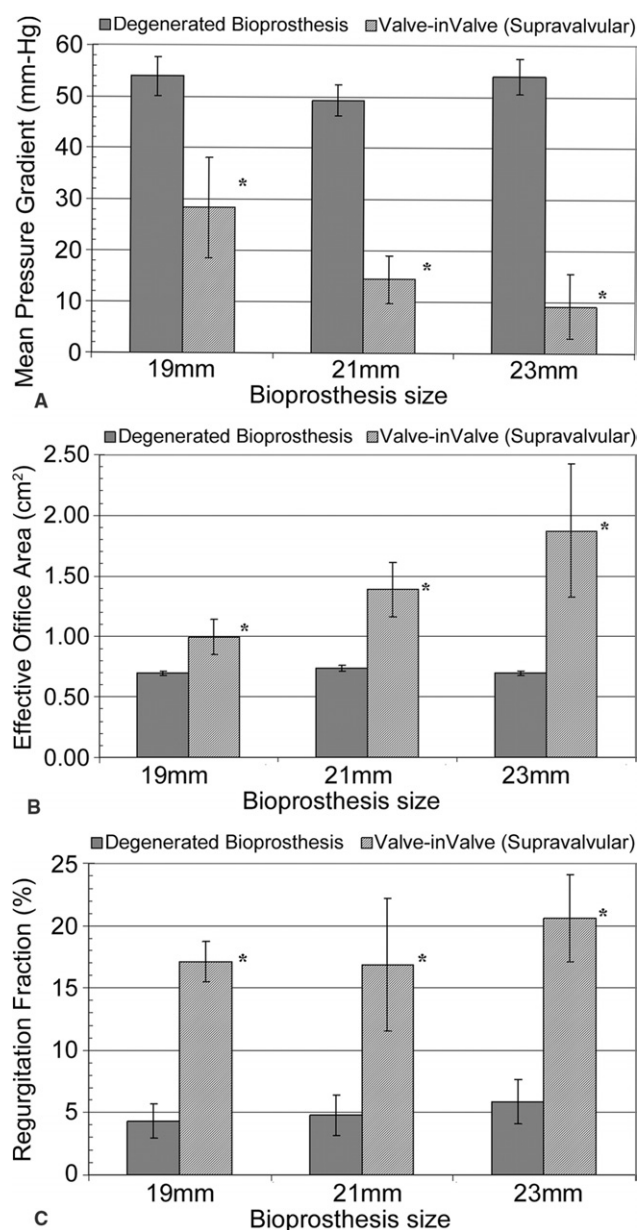 Degenerated Bioprosthesis Valve-inValve (Supravalvular)
Mean Pressure Gradient (mm-Hg)
60
50
40
30
20
10
0
*
*
*
19mm 21mm 23mm
Bioprosthesis size
A
Degenerated Bioprosthesis Valve-inValve (Supravalvular)
Effective Ofifice Area (cm²)
2.50
2.00
1.50
1.00
0.50
0.00
*
*
*
19mm 21mm 23mm
Bioprosthesis size
B
Degenerated Bioprosthesis Valve-inValve (Supravalvular)
Regurgitation Fraction (%)
25
20
15
10
5
0
*
*
*
19mm 21mm 23mm
Bioprosthesis size
C